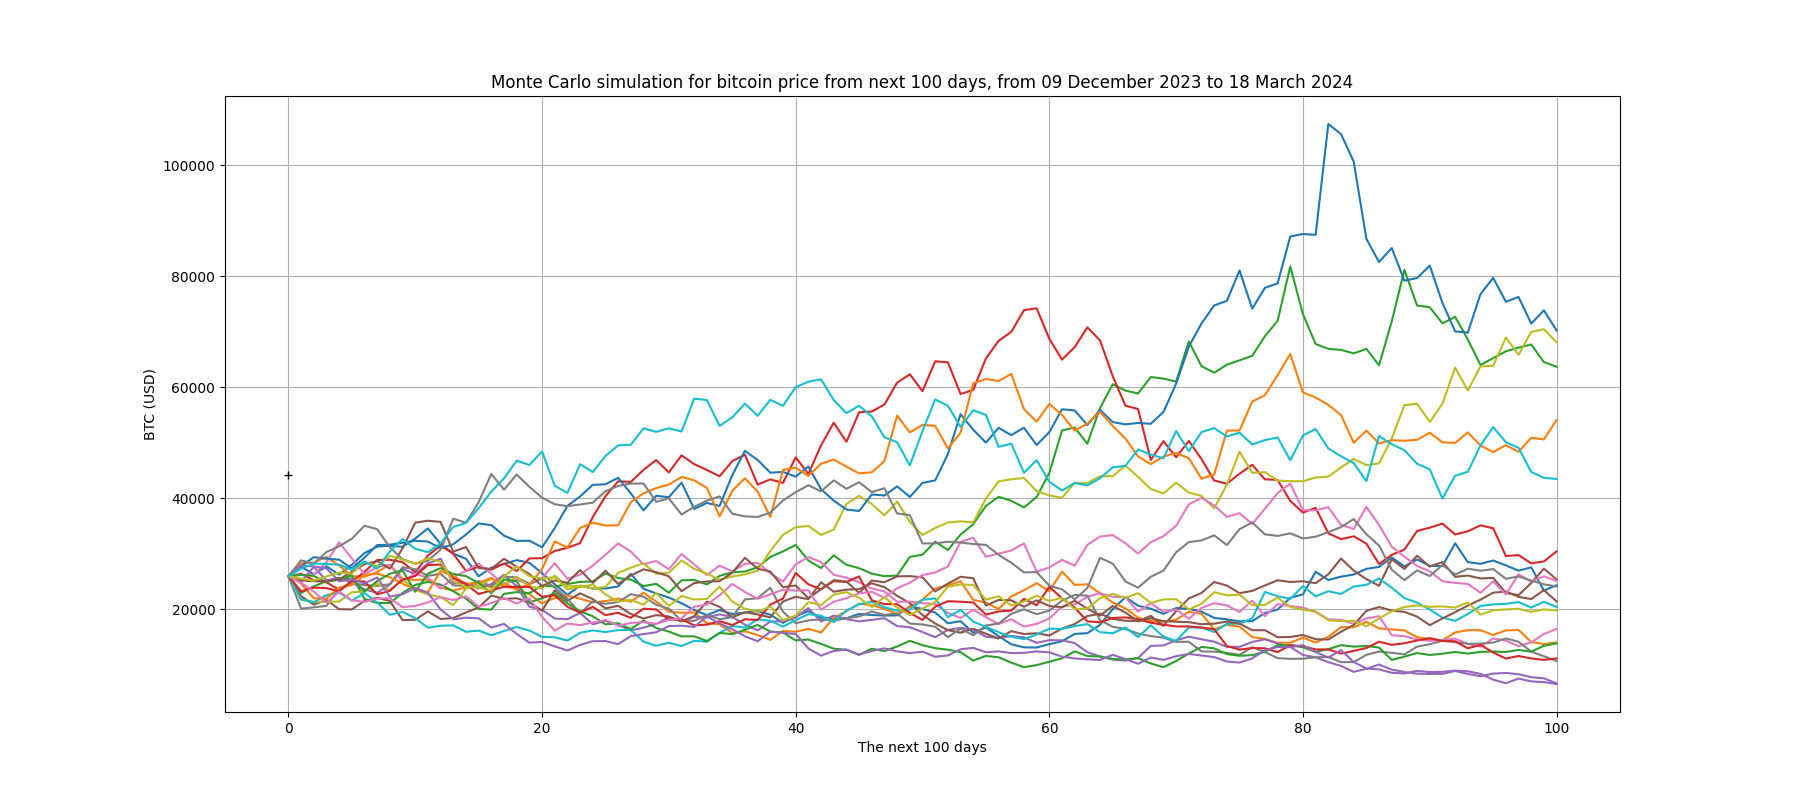 Monte Carlo simulation for bitcoin price from next 100 days, from 09 December 2023 to 18 March 2024
100000
80000
60000
40000
20000
BTC (USD)
0 20 40 60 80 100
The next 100 days